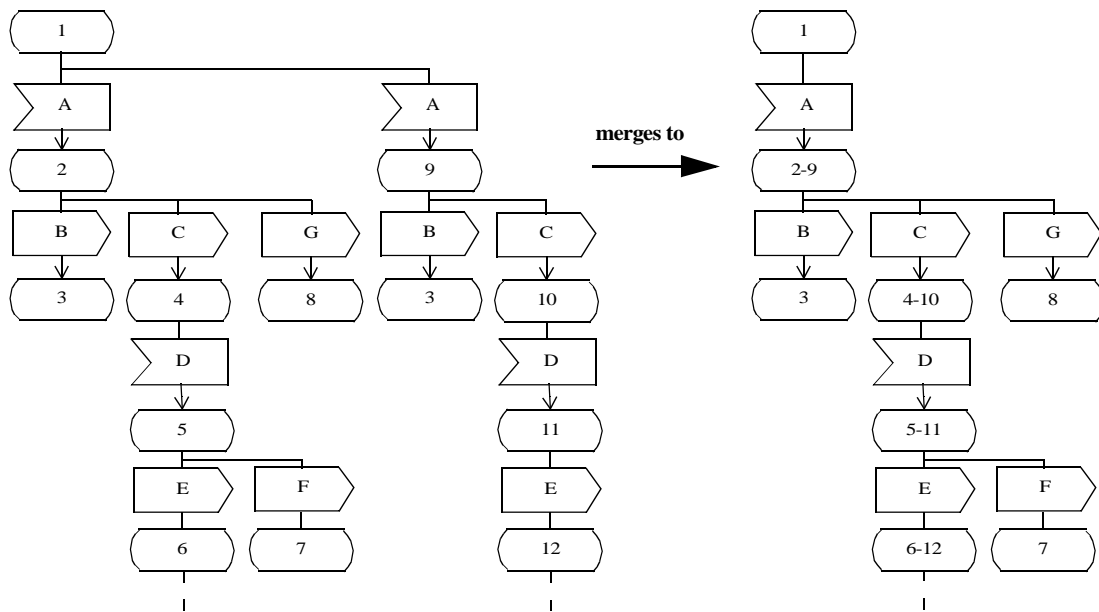 1 1
A A A
merges to
2 9 2-9
B C G B C B C G
3 4 8 3 10 3 4-10 8
D D D
5 11 5-11
E F E E F
6 7 12 6-12 7